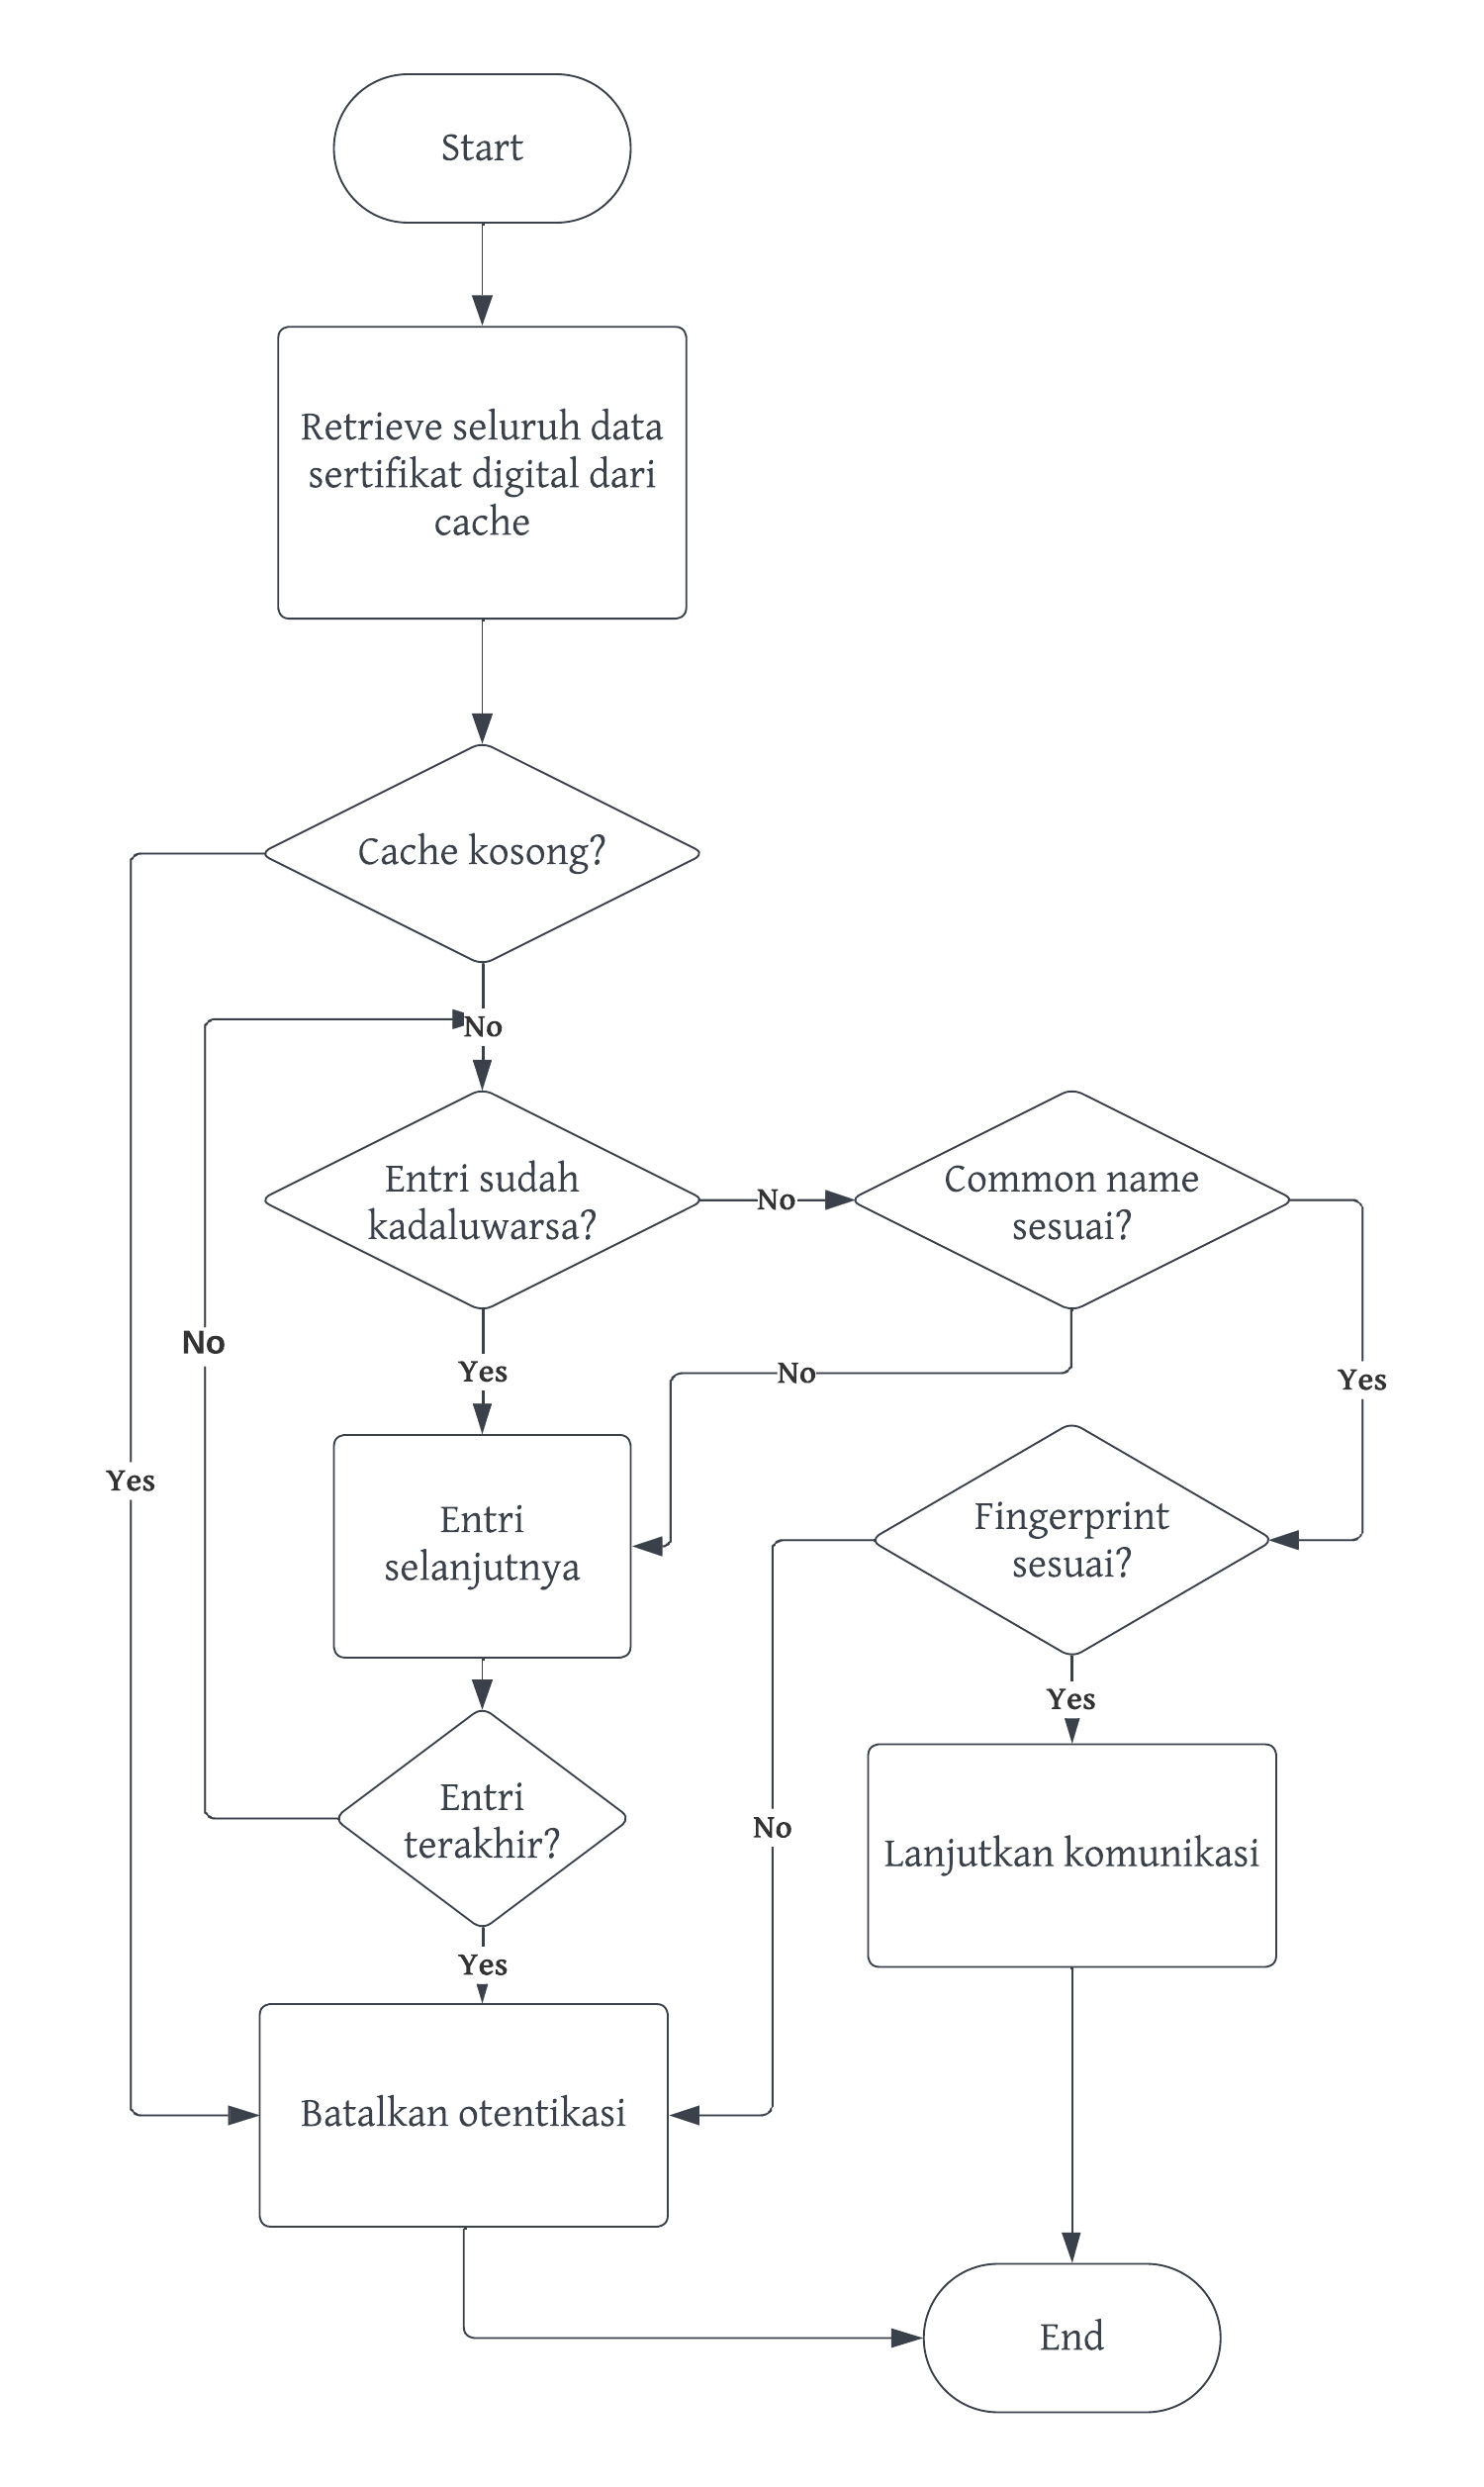 Start
Retrieve seluruh data
sertifikat digital dari
cache
Cache kosong?
No
Entri sudah
kadaluwarsa?
No
Common name
sesuai?
No
Yes
No
Yes
Yes
Entri
selanjutnya
Fingerprint
sesuai?
Yes
Entri
terakhir?
No
Lanjutkan komunikasi
Yes
Batalkan otentikasi
End